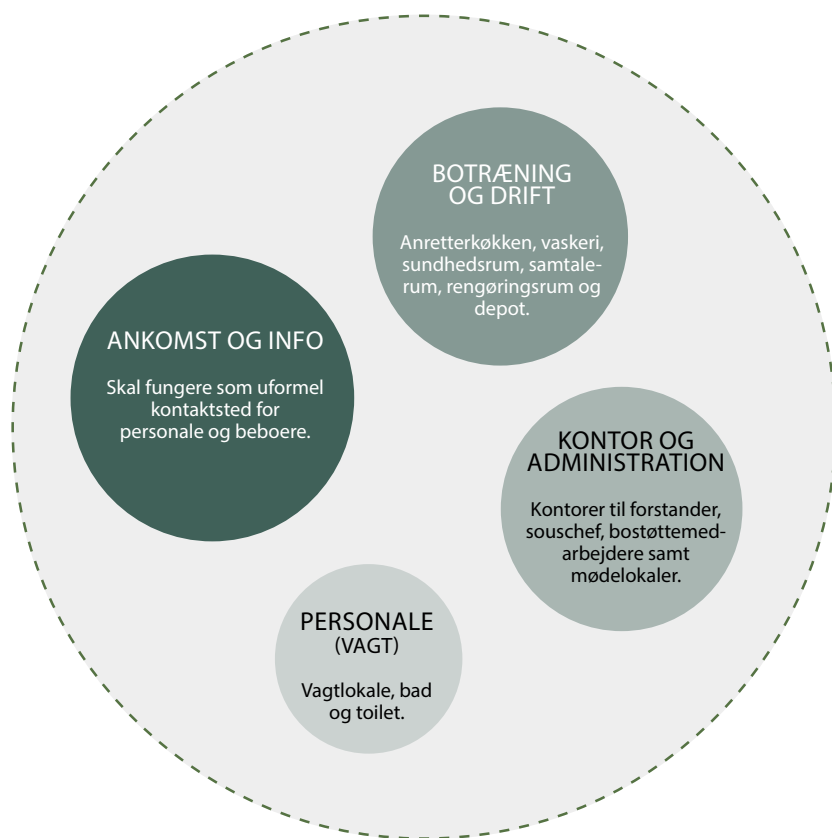 BOTRÆNING
OG DRIFT
Anretterkøkken, vaskeri,
sundhedsrum, samtale-
rum, rengøringsrum og
depot.
ANKOMST OG INFO
Skal fungere som uformel
kontaktsted for
personale og beboere.
KONTOR OG
ADMINISTRATION
Kontorer til forstander,
souschef, bostøttemed-
arbejdere samt
mødelokaler.
PERSONALE
(VAGT)
Vagtlokale, bad
og toilet.